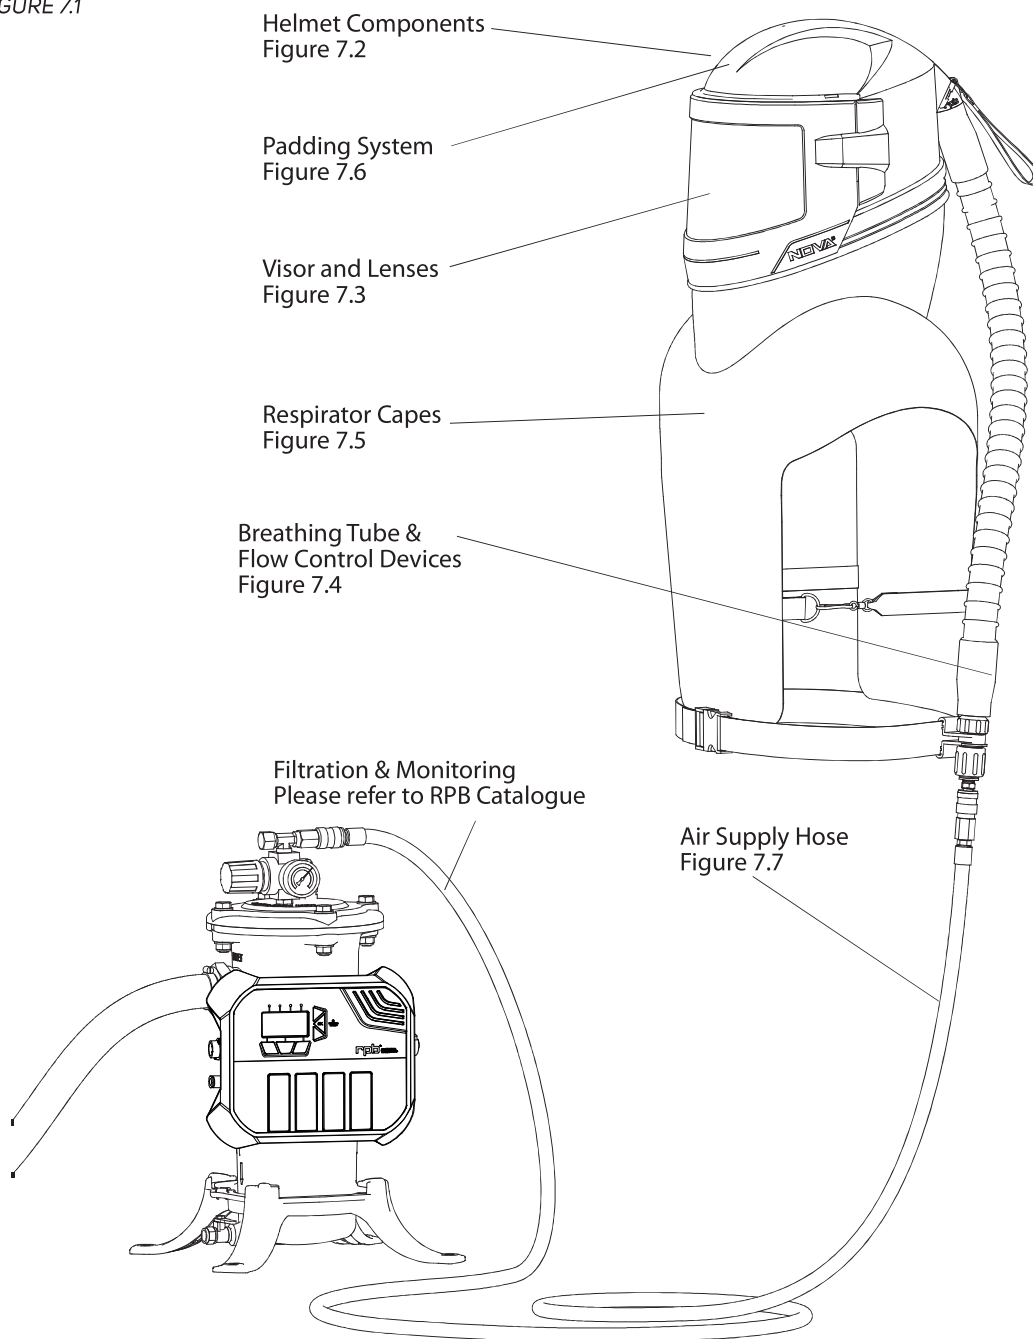 GURE 7.1
Helmet Components
Figure 7.2
Padding System
Figure 7.6
Visor and Lenses
Figure 7.3
NOVA
Respirator Capes
Figure 7.5
Breathing Tube &
Flow Control Devices
Figure 7.4
Filtration & Monitoring
Please refer to RPB Catalogue
Air Supply Hose
Figure 7.7
rpb